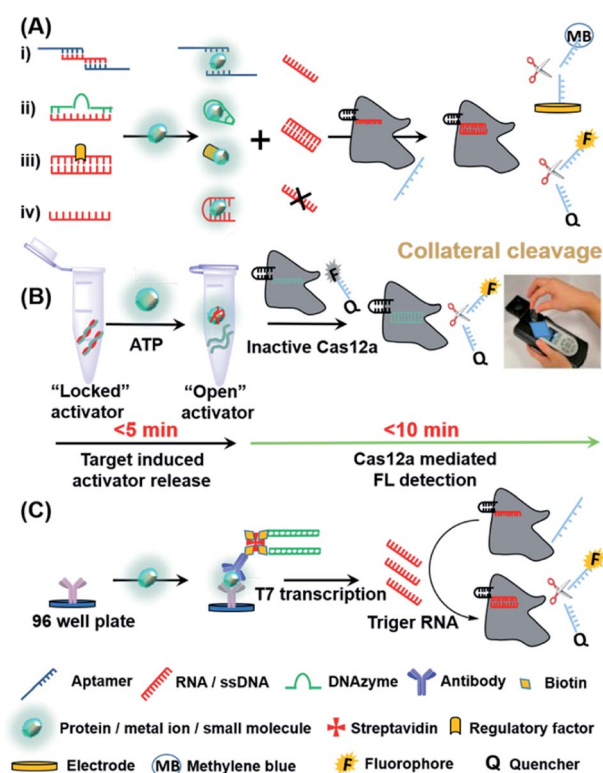 (A)
i)
ii)
iii)
iv)
MB
F
Q
Collateral cleavage
(B)
ATP
F
Q
Inactive Cas12a
F
Q
“Locked”
activator
“Open”
activator
<5 min
<10 min
Target induced
activator release
Cas12a mediated
FL detection
(C)
96 well plate
T7 transcription
Triger RNA
F
Q
Aptamer
RNA / ssDNA
DNAzyme
Antibody
Biotin
Protein / metal ion / small molecule
Streptavidin
Regulatory factor
Electrode
MB Methylene blue
F Fluorophore
Q Quencher